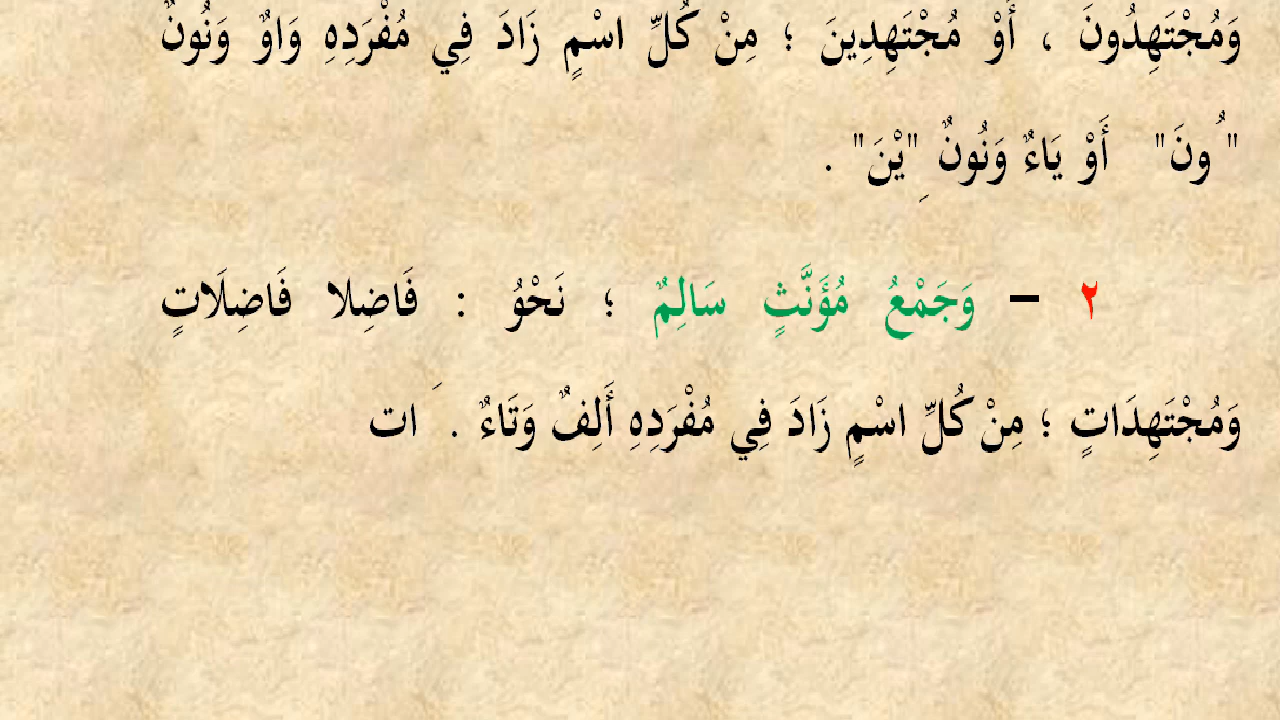 وَمُجْتَهِدُونَ ، أَوْ مُجْتَهِدِينَ ؛ مِنْ كُلِّ اسْمٍ زَادَ فِي مُفْرَدِهِ وَاوٌ وَنُونٌ
"ُ ونَ" أَوْ يَاءٌ وَنُونٌ "ِيْنَ" .
٢ – وَجَمْعُ مُؤَنَّثٍ سَالِمٌ ؛ نَحْوُ : فَاضِلا فَاضِلَاتٍ
وَمُجْتَهِدَاتٍ ؛ مِنْ كُلِّ اسْمٍ زَادَ فِي مُفْرَدِهِ أَلِفٌ وَتَاءٌ . َ ات